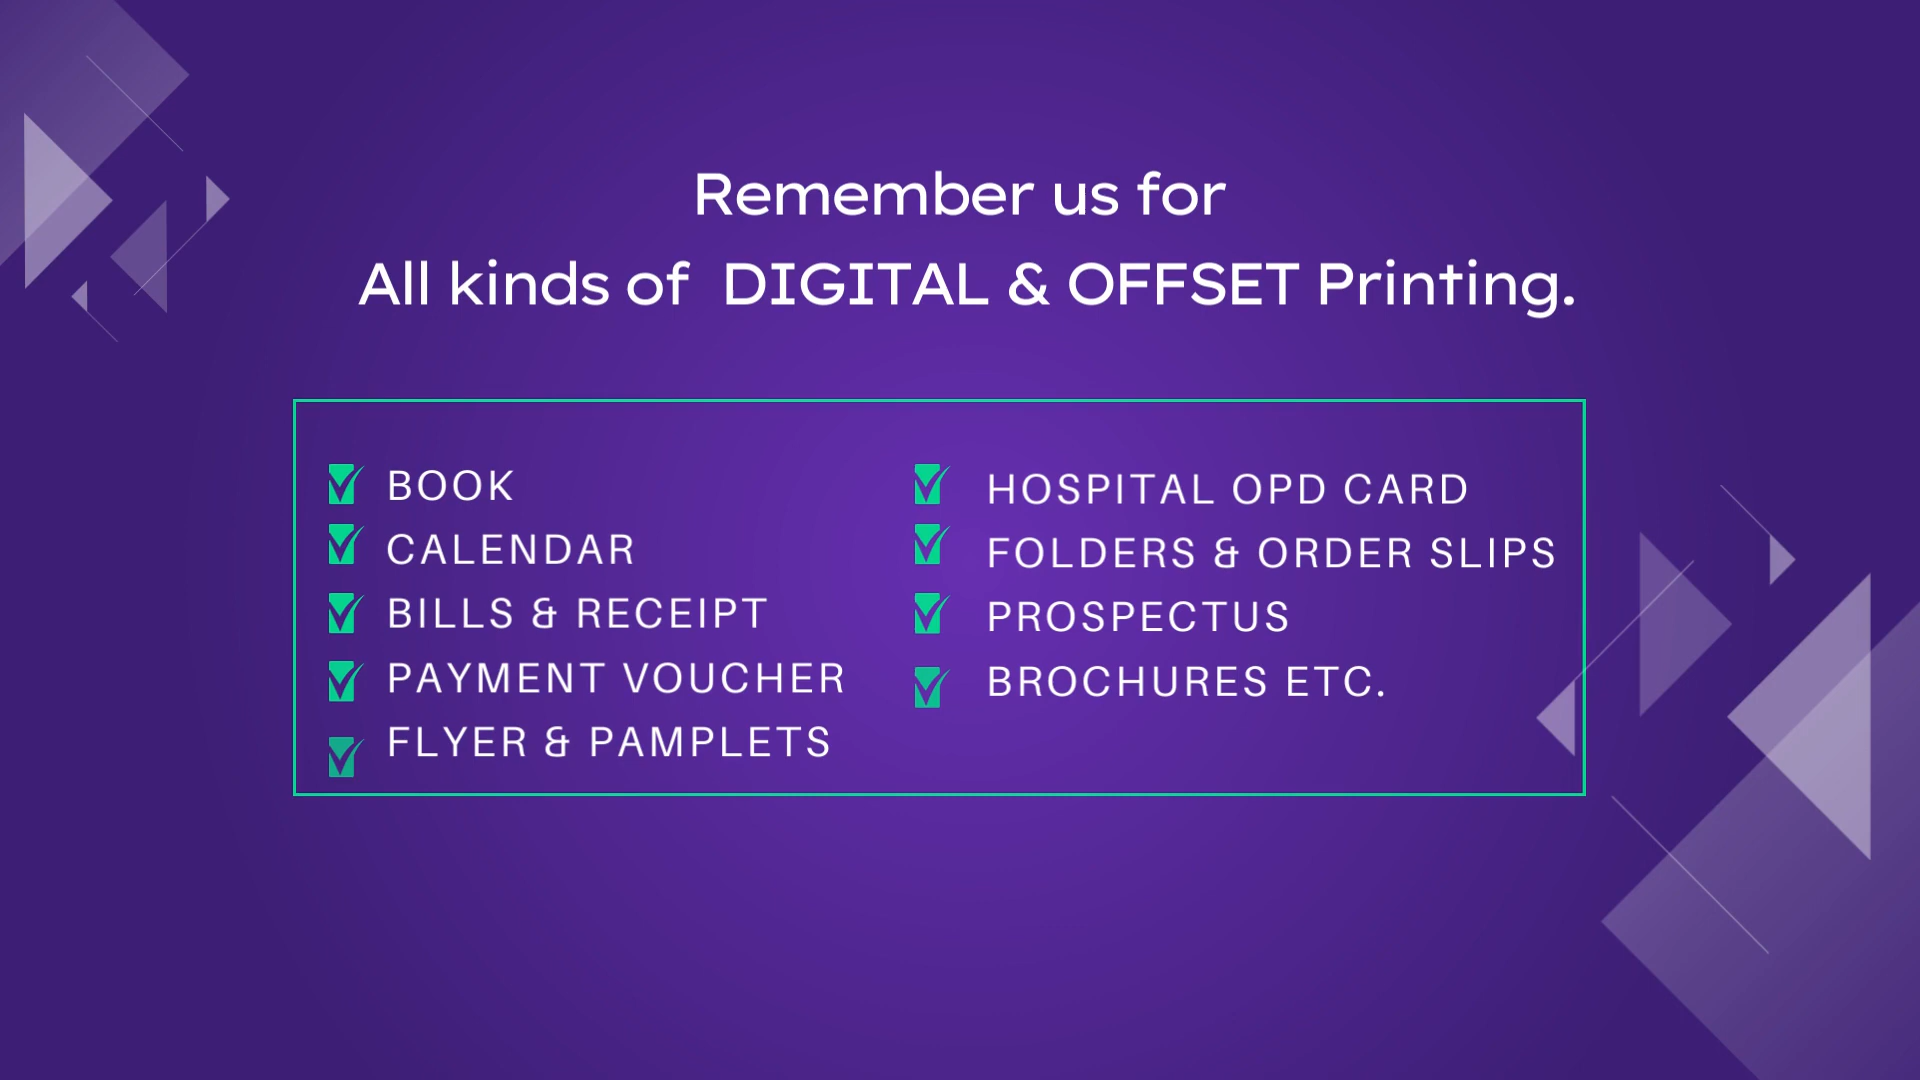 Remember us for
All kinds of DIGITAL & OFFSET Printing.
BOOK
CALENDAR
BILLS & RECEIPT
PAYMENT VOUCHER
FLYER & PAMPLETS
HOSPITAL OPD CARD
FOLDERS & ORDER SLIPS
PROSPECTUS
BROCHURES ETC.